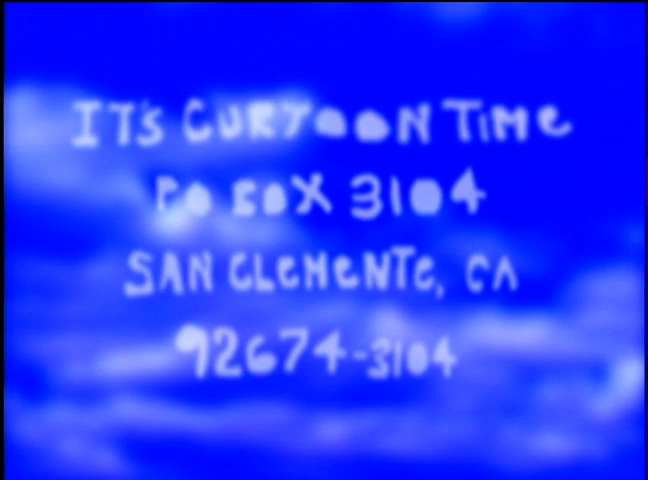 IT'S CURTOON TIME
PO BOX 3104
SAN CLEMENTE, CA
92674-3104